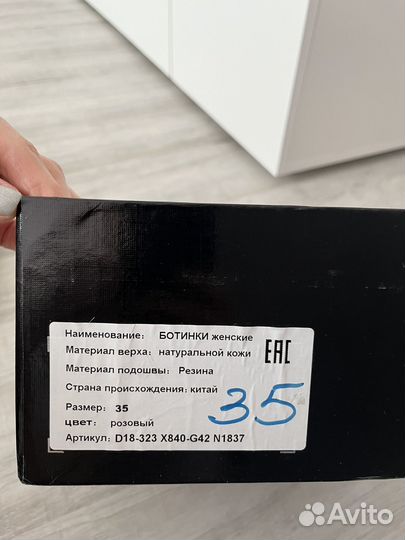 Наименование: БОТИНКИ женские
Материал верха: натуральной кожи
EAC
Материал подошвы: Резина
Страна происхождения: китай
Размер: 35
35
цвет: розовый
Артикул: D18-323 X840-G42 N1837
Avito